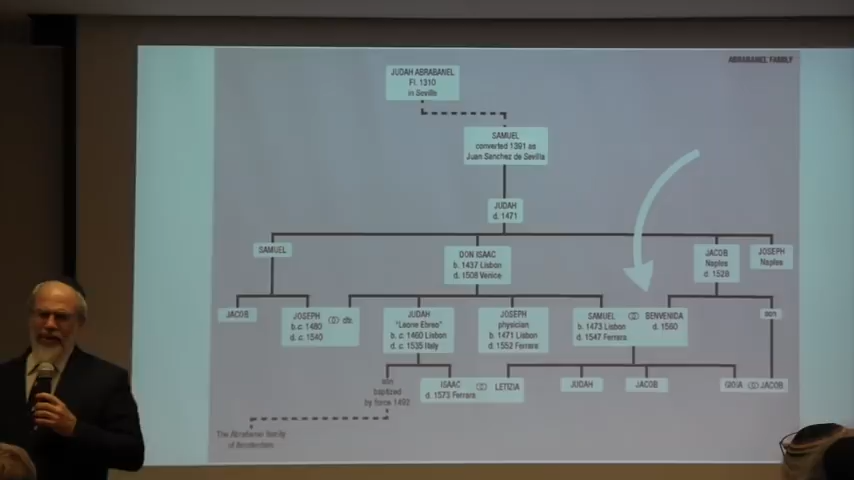 ABRABANEL FAMILY
JUDAH ABRABANEL
Fl. 1310
in Seville
SAMUEL
converted 1391 as
Juan Sanchez de Sevilla
JUDAH
d. 1471
SAMUEL
DON ISAAC
b. 1437 Lisbon
d. 1508 Venice
JACOB
Naples
d. 1528
JOSEPH
Naples
JACOB
JOSEPH
b. c. 1480
d. c. 1540
dtr.
JUDAH
"Leone Ebreo"
b. c. 1460 Lisbon
d. c. 1535 Italy
JOSEPH
physician
b. 1471 Lisbon
d. 1552 Ferrara
SAMUEL
b. 1473 Lisbon
d. 1547 Ferrara
BENVENIDA
d. 1560
son
son
baptized
by force 1492
ISAAC
d. 1573 Ferrara
LETIZIA
JUDAH
JACOB
GIOIA
JACOB
The Abrabanel family
of Amsterdam